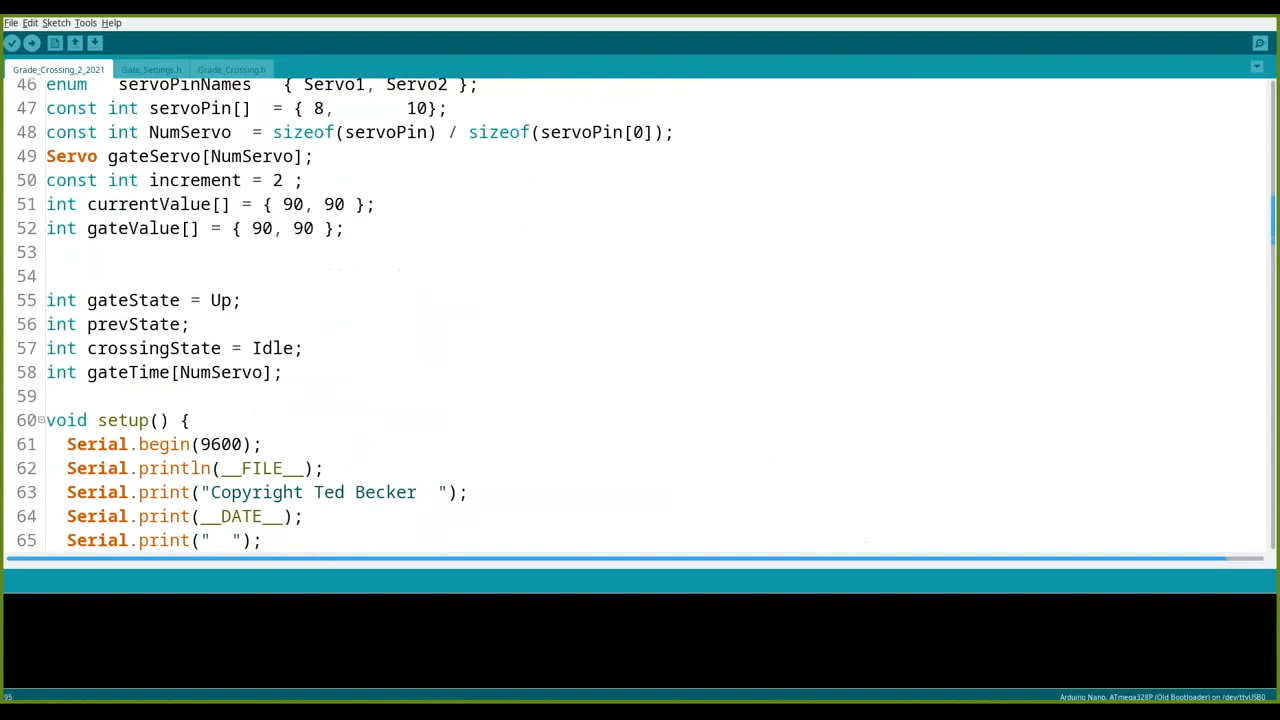 File Edit Sketch Tools Help
Grade_Crossing_2_2021 Gate_Settings.h Grade_Crossing.h
46 enum servoPinNames { Servo1, Servo2 };
47 const int servoPin[] = { 8, 10};
48 const int NumServo = sizeof(servoPin) / sizeof(servoPin[0]);
49 Servo gateServo[NumServo];
50 const int increment = 2 ;
51 int currentValue[] = { 90, 90 };
52 int gateValue[] = { 90, 90 };
53
54
55 int gateState = Up;
56 int prevState;
57 int crossingState = Idle;
58 int gateTime[NumServo];
59
60 void setup() {
61 Serial.begin(9600);
62 Serial.println(__FILE__);
63 Serial.print("Copyright Ted Becker ");
64 Serial.print(__DATE__);
65 Serial.print(" ");
95 Arduino Nano, ATmega328P (Old Bootloader) on /dev/ttyUSB0